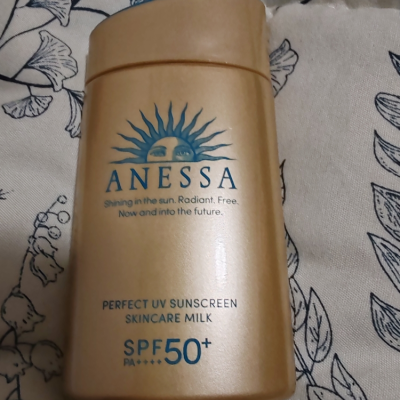 ANESSA
Shining in the sun. Radiant. Free.
Now and into the future.
PERFECT UV SUNSCREEN
SKINCARE MILK
SPF50+
PA++++